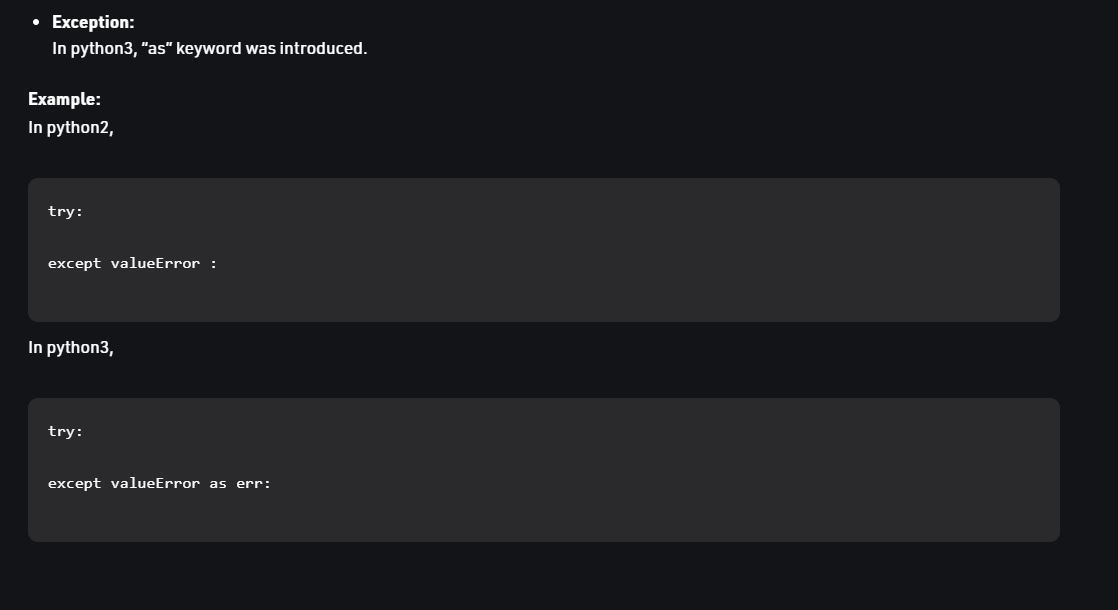 • Exception:
In python3, “as” keyword was introduced.
Example:
In python2,
try:
except valueError :
In python3,
try:
except valueError as err: